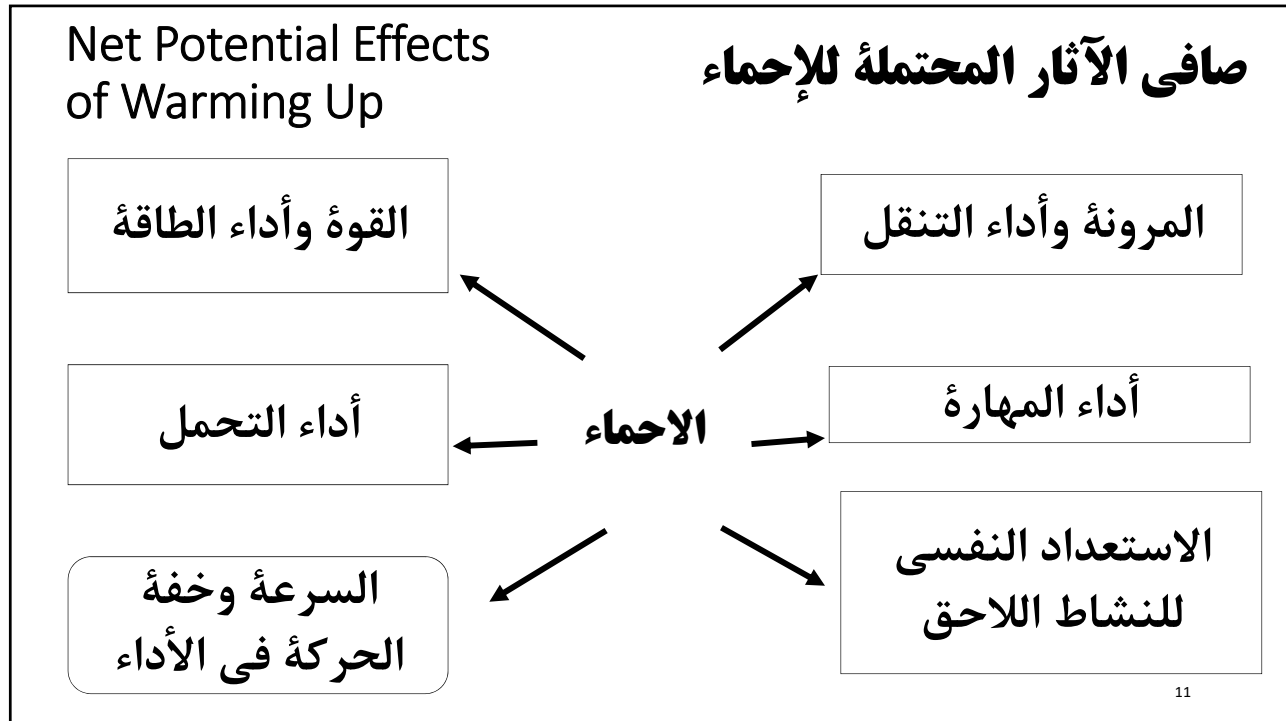 Net Potential Effects
of Warming Up
صافى الآثار المحتملة للإحماء
القوة وأداء الطاقة
المرونة وأداء التنقل
أداء التحمل
الاحماء
أداء المهارة
السرعة وخفة
الحركة فى الأداء
الاستعداد النفسى
للنشاط اللاحق
11